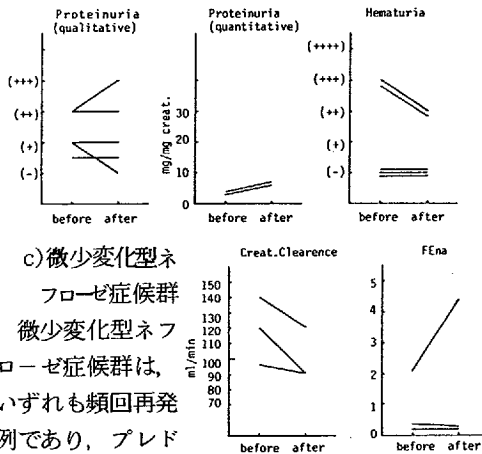 Proteinuria
(qualitative)
(+++)
(++)
(+)
(-)
before after
Proteinuria
(quantitative)
mg/mg creat.
30
20
10
0
before after
Hematuria
(++++)
(+++)
(++)
(+)
(-)
before after
c)微少変化型ネ
フローゼ症候群
微少変化型ネフ
ローゼ症候群は,
いずれも頻回再発
列であり, プレド
Creat.Clearence
ml/min
150
140
130
120
110
100
90
80
70
before after
FEna
5
4
3
2
1
0
before after